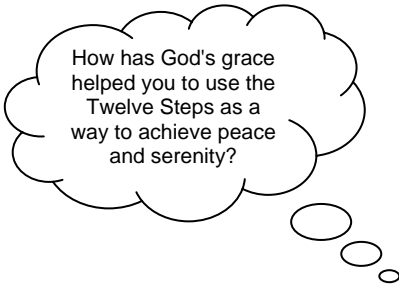 How has God's grace
helped you to use the
Twelve Steps as a
way to achieve peace
and serenity?